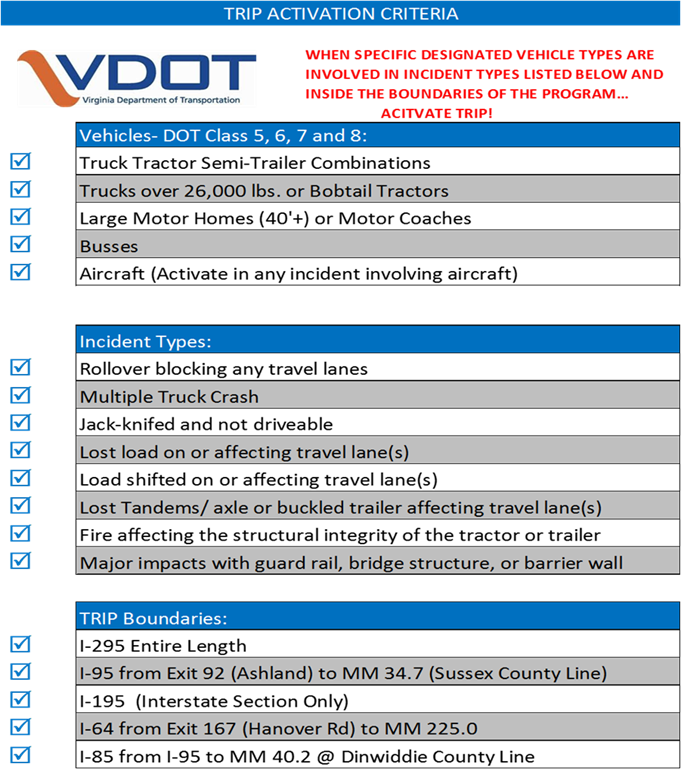 TRIP ACTIVATION CRITERIA
VDOT
Virginia Department of Transportation
WHEN SPECIFIC DESIGNATED VEHICLE TYPES ARE
INVOLVED IN INCIDENT TYPES LISTED BELOW AND
INSIDE THE BOUNDARIES OF THE PROGRAM...
ACITVATE TRIP!
Vehicles- DOT Class 5, 6, 7 and 8:
Truck Tractor Semi-Trailer Combinations
Trucks over 26,000 lbs. or Bobtail Tractors
Large Motor Homes (40'+) or Motor Coaches
Busses
Aircraft (Activate in any incident involving aircraft)
Incident Types:
Rollover blocking any travel lanes
Multiple Truck Crash
Jack-knifed and not driveable
Lost load on or affecting travel lane(s)
Load shifted on or affecting travel lane(s)
Lost Tandems/ axle or buckled trailer affecting travel lane(s)
Fire affecting the structural integrity of the tractor or trailer
Major impacts with guard rail, bridge structure, or barrier wall
TRIP Boundaries:
I-295 Entire Length
I-95 from Exit 92 (Ashland) to MM 34.7 (Sussex County Line)
I-195 (Interstate Section Only)
I-64 from Exit 167 (Hanover Rd) to MM 225.0
I-85 from I-95 to MM 40.2 @ Dinwiddie County Line